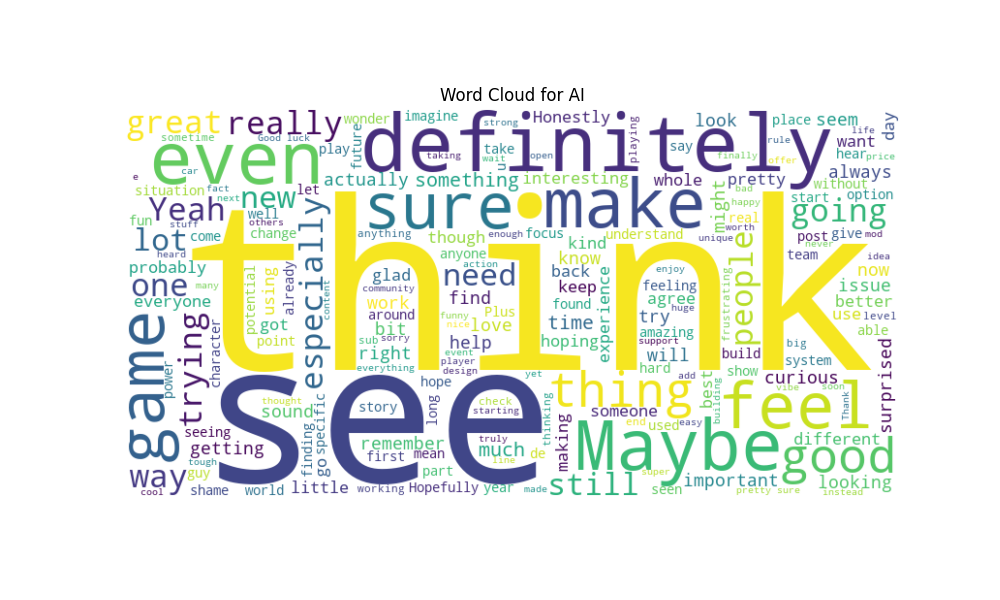 Word Cloud for AI
great
really
wonder
imagine
strong
Honestly
playing
look
place
seem
day
sometime
Good luck
future
definitely
say
rule
life
want
even
play
taking
take
wait
u
open
finally
offer
hear
price
always
car
e
situation
fact
next
let
actually
something
interesting
whole
pretty
bad
without
Yeah
new
especially
sure
make
might
happy
real
start
option
going
fun
stuff
well
others
change
think
anything
enough
focus
understand
unique
worth
post
give
never
mod
lot
come
heard
though
anyone
kind
know
people
team
idea
probably
potential
using
already
content
glad
action
need
back
experience
enjoy
feeling
frustrating
now
issue
one
many
community
work
find
keep
agree
huge
better
everyone
game
trying
character
got
point
around
bit
funny
nice
Plus
love
found
time
hoping
try
amazing
support
use
level
able
sub
sorry
right
help
will
build
big
surprised
everything
event
player
design
hard
show
system
power
see
hope
yet
thing
add
best
building
curious
vibe
soon
feel
Thank
thought
sound
specific
story
long
check
starting
thinking
someone
end
used
easy
seeing
getting
finding
go
remember
first
mean
truly
much
line
de
making
Maybe
different
good
way
tough
guy
part
still
super
seen
important
looking
cool
shame
world
little
working
Hopefully
year
made
pretty sure
instead